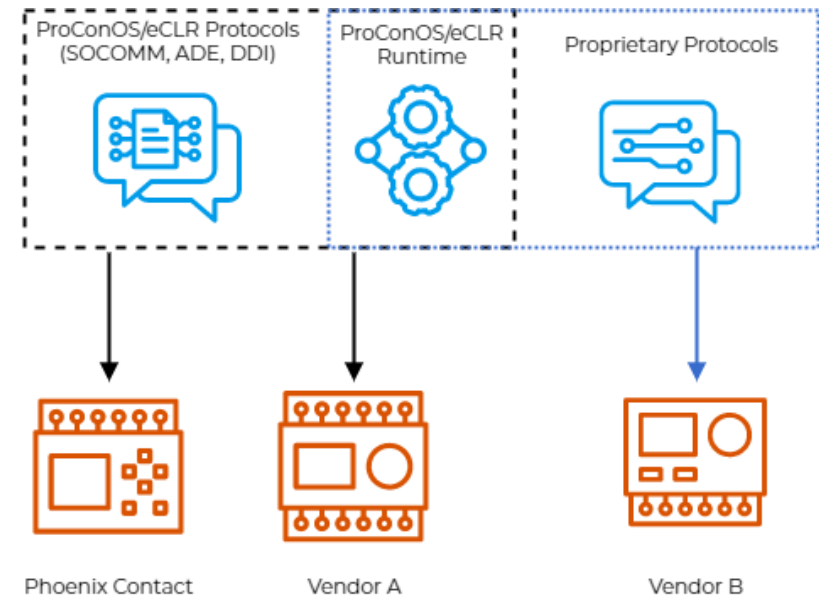 ProConOS/eCLR Protocols
(SOCOMM, ADE, DDI)
ProConOS/eCLR
Runtime
Proprietary Protocols
Phoenix Contact
Vendor A
Vendor B